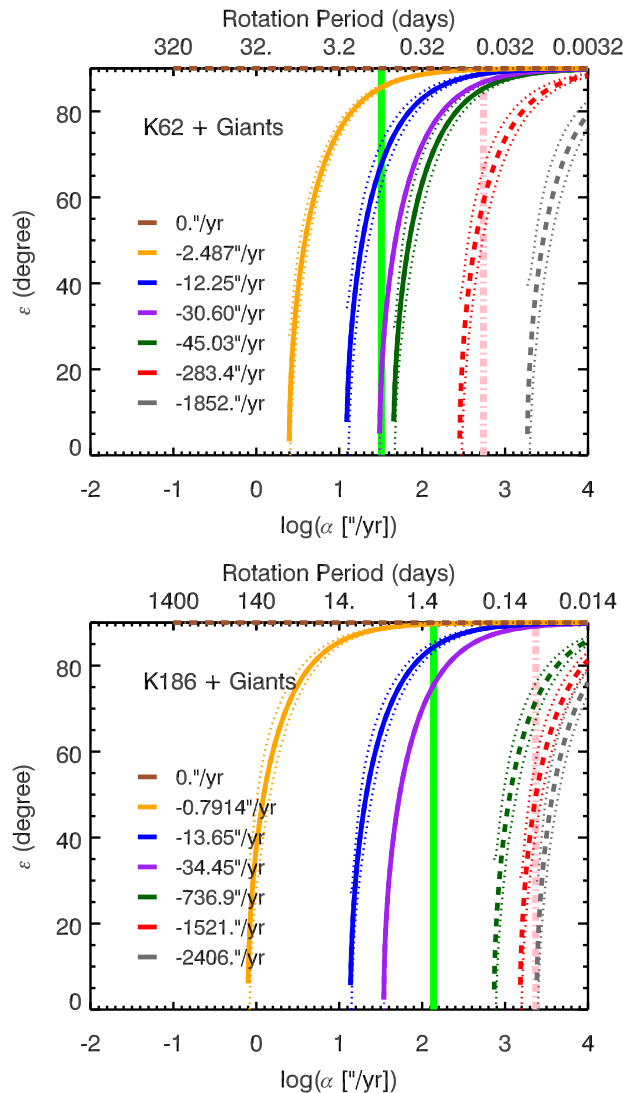 Rotation Period (days)
320 32. 3.2 0.32 0.032 0.0032
K62 + Giants
80
60
40
20
0
ε (degree)
0."/yr
-2.487"/yr
-12.25"/yr
-30.60"/yr
-45.03"/yr
-283.4"/yr
-1852."/yr
-2 -1 0 1 2 3 4
log(α ["/yr])
Rotation Period (days)
1400 140 14. 1.4 0.14 0.014
K186 + Giants
80
60
40
20
0
ε (degree)
0."/yr
-0.7914"/yr
-13.65"/yr
-34.45"/yr
-736.9"/yr
-1521."/yr
-2406."/yr
-2 -1 0 1 2 3 4
log(α ["/yr])